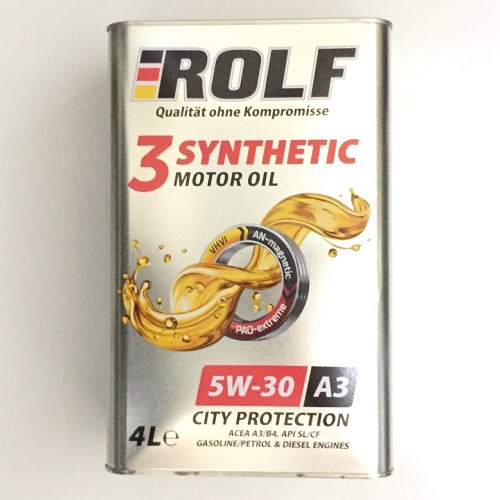 ROLF
Qualität ohne Kompromisse
3 SYNTHETIC
MOTOR OIL
VHVI
AN-magnetic
PAO-extreme
5W-30 A3
CITY PROTECTION
4L℮
ACEA A3/B4, API SL/CF
GASOLINE/PETROL & DIESEL ENGINES